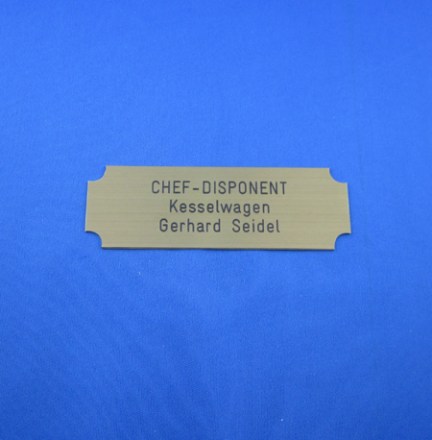 CHEF-DISPONENT
Kesselwagen
Gerhard Seidel